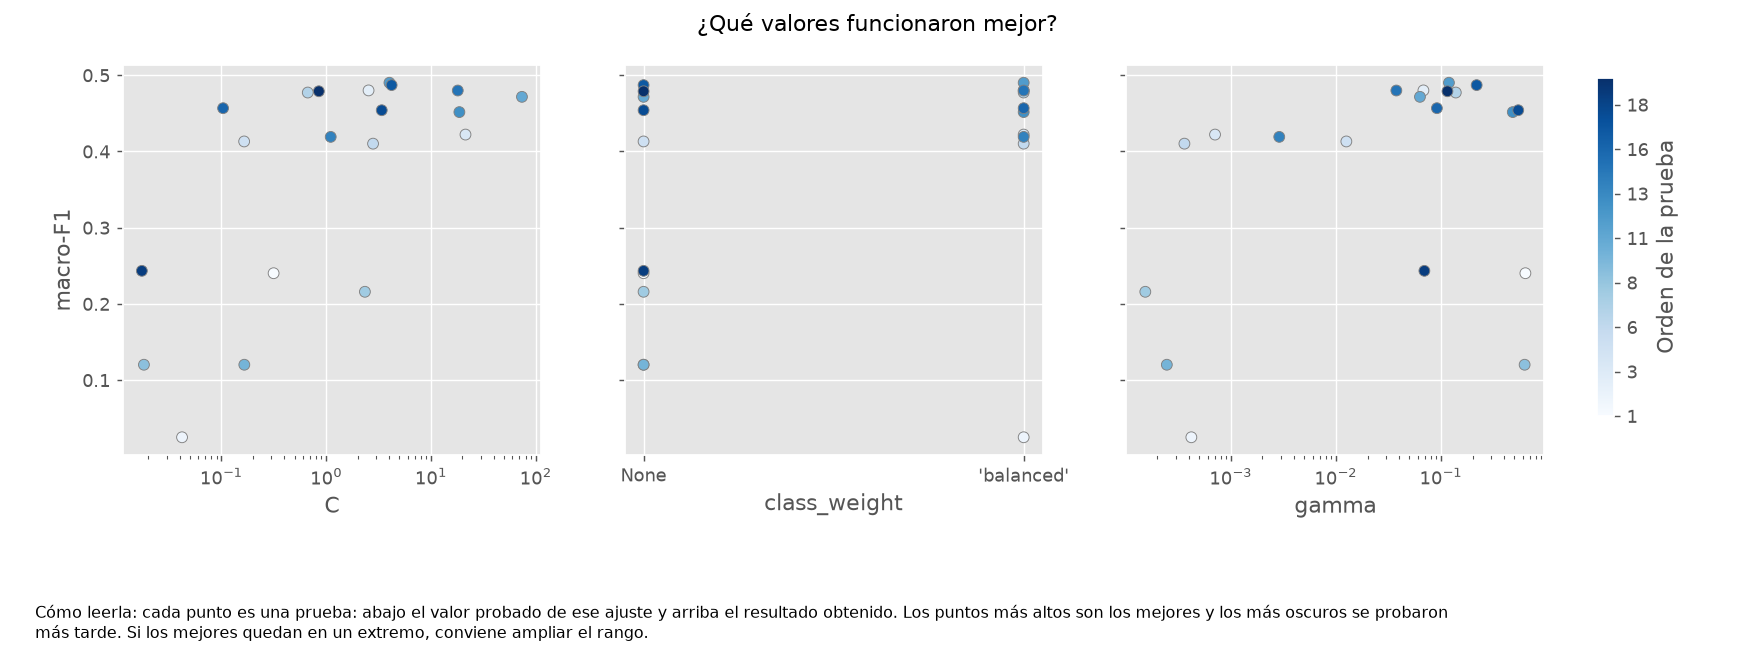 ¿Qué valores funcionaron mejor?
macro-F1
0.5
0.4
0.3
0.2
0.1
10⁻¹ 10⁰ 10¹ 10²
C
None 'balanced'
class_weight
10⁻³ 10⁻² 10⁻¹
gamma
18
16
13
11
8
6
3
1
Orden de la prueba
Cómo leerla: cada punto es una prueba: abajo el valor probado de ese ajuste y arriba el resultado obtenido. Los puntos más altos son los mejores y los más oscuros se probaron
más tarde. Si los mejores quedan en un extremo, conviene ampliar el rango.